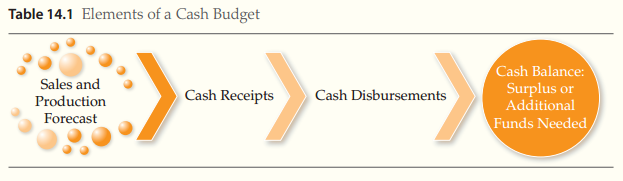 Table 14.1 Elements of a Cash Budget
Sales and
Production
Forecast
Cash Receipts
Cash Disbursements
Cash Balance:
Surplus or
Additional
Funds Needed